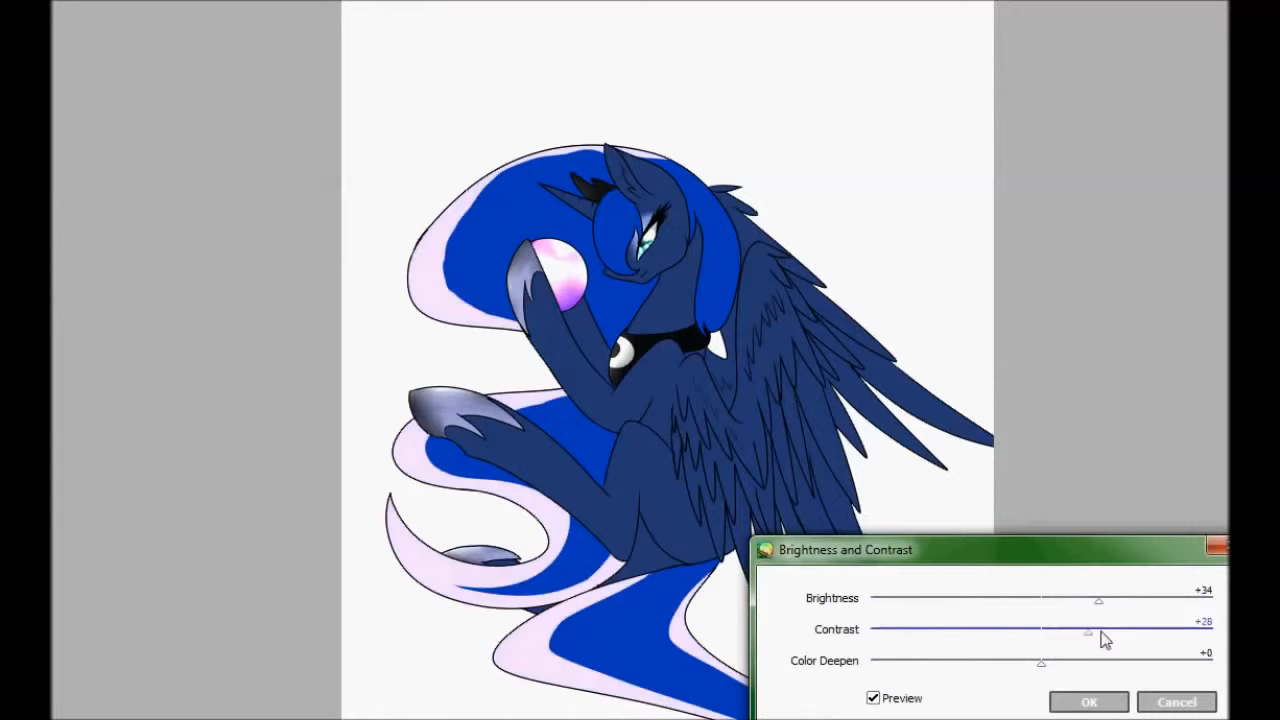 Brightness and Contrast
Brightness +34
Contrast +28
Color Deepen +0
Preview OK Cancel